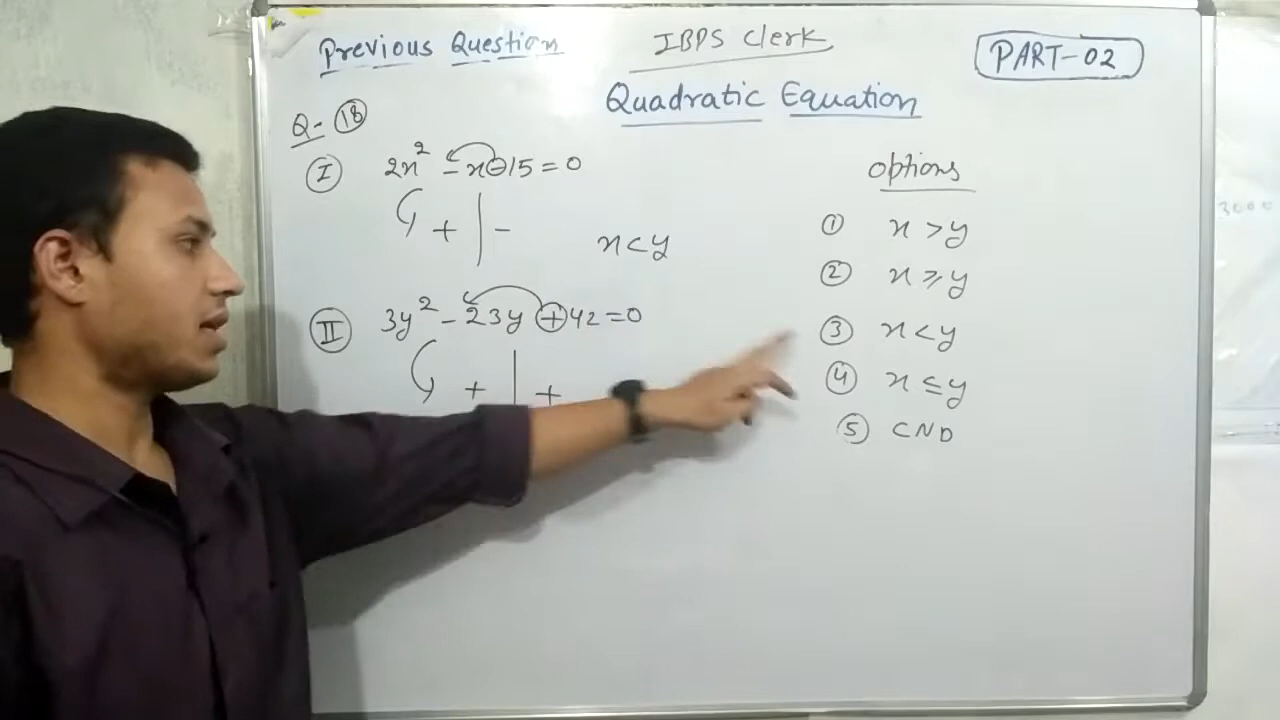 Previous Question IBPS Clerk PART-02
Quadratic Equation
Q- 18
I 2x² - x - 15 = 0
+ | -
x < y
II 3y² - 23y + 42 = 0
+ | +
Options
① x > y
② x ≥ y
③ x < y
④ x ≤ y
⑤ CND
3000